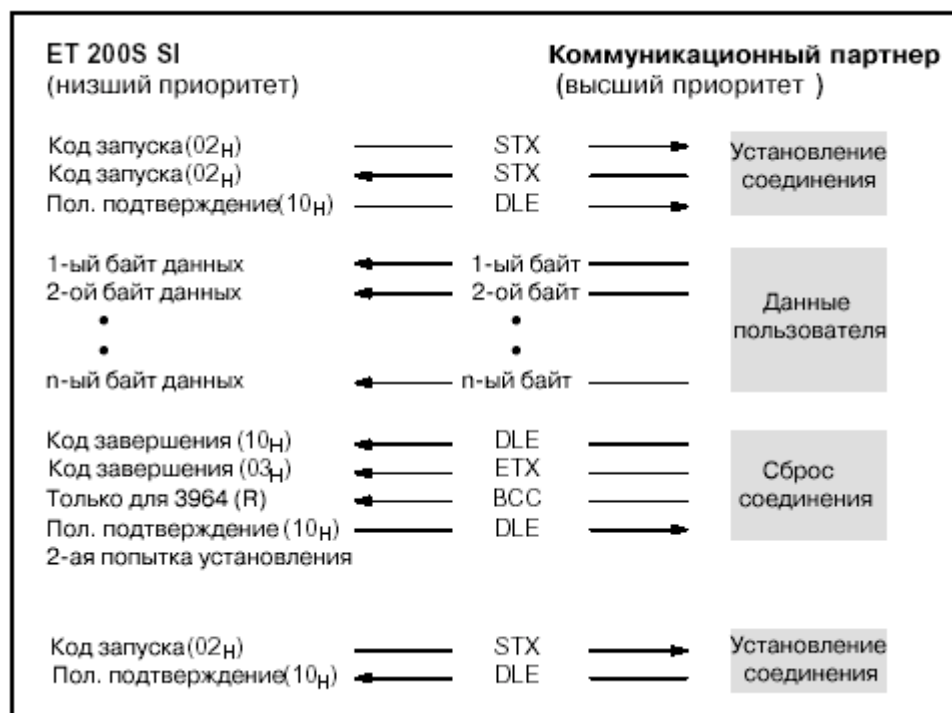 ET 200S SI Коммуникационный партнер
(низший приоритет) (высший приоритет )
Код запуска(02H) STX Установление
Код запуска(02H) STX соединения
Пол. подтверждение(10H) DLE
1-ый байт данных 1-ый байт
2-ой байт данных 2-ой байт Данные
• • пользователя
• •
n-ый байт данных n-ый байт
Код завершения (10H) DLE
Код завершения (03H) ETX Сброс
Только для 3964 (R) BCC соединения
Пол. подтверждение (10H) DLE
2-ая попытка установления
Код запуска(02H) STX Установление
Пол. подтверждение(10H) DLE соединения